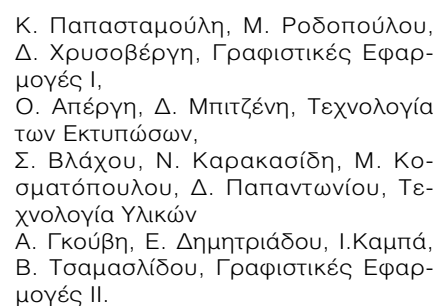 Κ. Παπασταμούλη, Μ. Ροδοπούλου,
Δ. Χρυσοβέργη, Γραφιστικές Εφαρ-
μογές Ι,
Ο. Απέργη, Δ. Μπιτζένη, Τεχνολογία
των Εκτυπώσων,
Σ. Βλάχου, Ν. Καρακασίδη, Μ. Κο-
σματόπουλου, Δ. Παπαντωνίου, Τε-
χνολογία Υλικών
Α. Γκούβη, Ε. Δημητριάδου, Ι.Καμπά,
Β. Τσαμασλίδου, Γραφιστικές Εφαρ-
μογές ΙΙ.